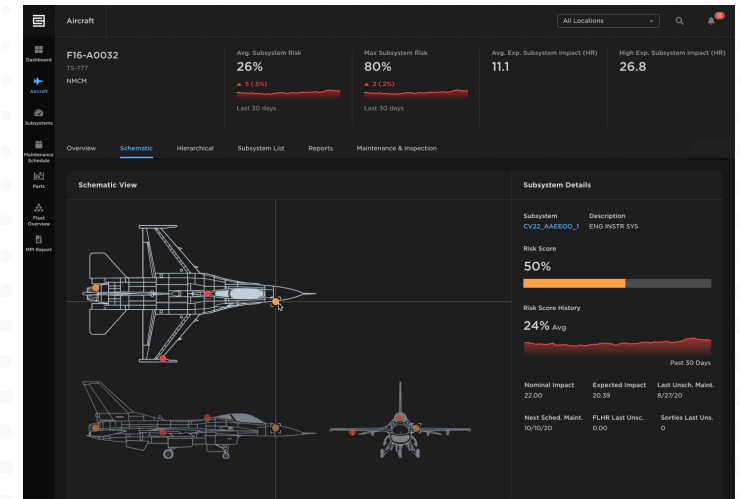 Aircraft
All Locations
11
Dashboard
Aircraft
Subsystems
Maintenance
Schedule
Parts
Fleet
Overview
MPI Report
F16-A0032
TS-777
NMCM
Avg. Subsystem Risk
26%
5 (.5%)
Last 30 days
Max Subsystem Risk
80%
2 (.2%)
Last 30 days
Avg. Exp. Subsystem Impact (HR)
11.1
High Exp. Subsystem Impact (HR)
26.8
Overview Schematic Hierarchical Subsystem List Reports Maintenance & Inspection
Schematic View
Subsystem Details
Subsystem Description
CV22_AAEEOO_1 ENG INSTR SYS
Risk Score
50%
Risk Score History
24% Avg
Past 30 Days
Nominal Impact Expected Impact Last Unsch. Maint.
22.00 20.39 8/27/20
Next Sched. Maint. FLHR Last Unsc. Sorties Last Uns.
10/10/20 0.00 0